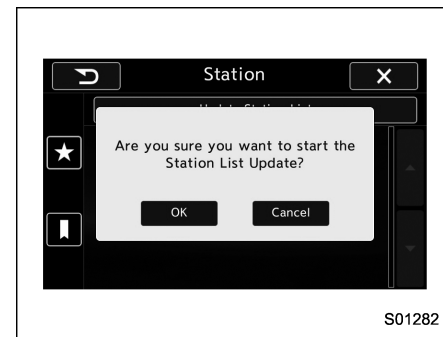 Station
Are you sure you want to start the
Station List Update?
OK
Cancel
S01282